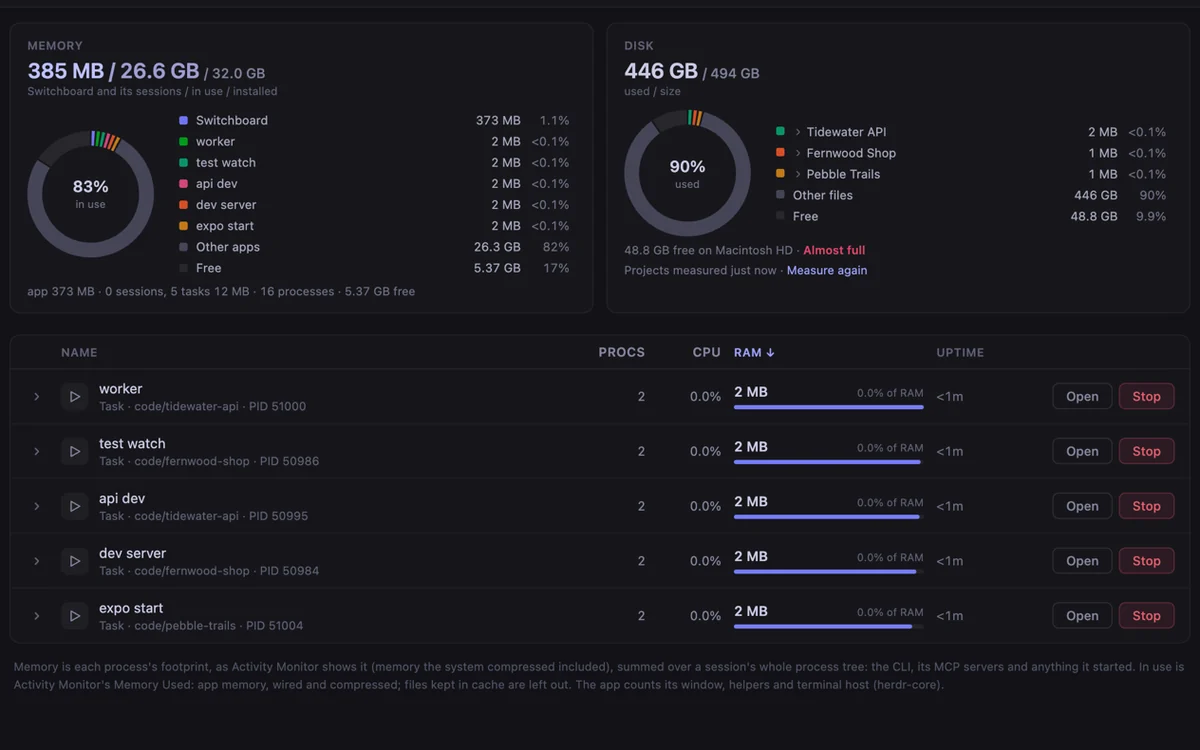 MEMORY
385 MB / 26.6 GB / 32.0 GB
Switchboard and its sessions / in use / installed
83%
in use
Switchboard 373 MB 1.1%
worker 2 MB <0.1%
test watch 2 MB <0.1%
api dev 2 MB <0.1%
dev server 2 MB <0.1%
expo start 2 MB <0.1%
Other apps 26.3 GB 82%
Free 5.37 GB 17%
app 373 MB · 0 sessions, 5 tasks 12 MB · 16 processes · 5.37 GB free
DISK
446 GB / 494 GB
used / size
90%
used
› Tidewater API 2 MB <0.1%
› Fernwood Shop 1 MB <0.1%
› Pebble Trails 1 MB <0.1%
Other files 446 GB 90%
Free 48.8 GB 9.9%
48.8 GB free on Macintosh HD · Almost full
Projects measured just now · Measure again
NAME PROCS CPU RAM ↓ UPTIME
worker
Task · code/tidewater-api · PID 51000
2 0.0% 2 MB 0.0% of RAM <1m Open Stop
test watch
Task · code/fernwood-shop · PID 50986
2 0.0% 2 MB 0.0% of RAM <1m Open Stop
api dev
Task · code/tidewater-api · PID 50995
2 0.0% 2 MB 0.0% of RAM <1m Open Stop
dev server
Task · code/fernwood-shop · PID 50984
2 0.0% 2 MB 0.0% of RAM <1m Open Stop
expo start
Task · code/pebble-trails · PID 51004
2 0.0% 2 MB 0.0% of RAM <1m Open Stop
Memory is each process's footprint, as Activity Monitor shows it (memory the system compressed included), summed over a session's whole process tree: the CLI, its MCP servers and anything it started. In use is
Activity Monitor's Memory Used: app memory, wired and compressed; files kept in cache are left out. The app counts its window, helpers and terminal host (herdr-core).